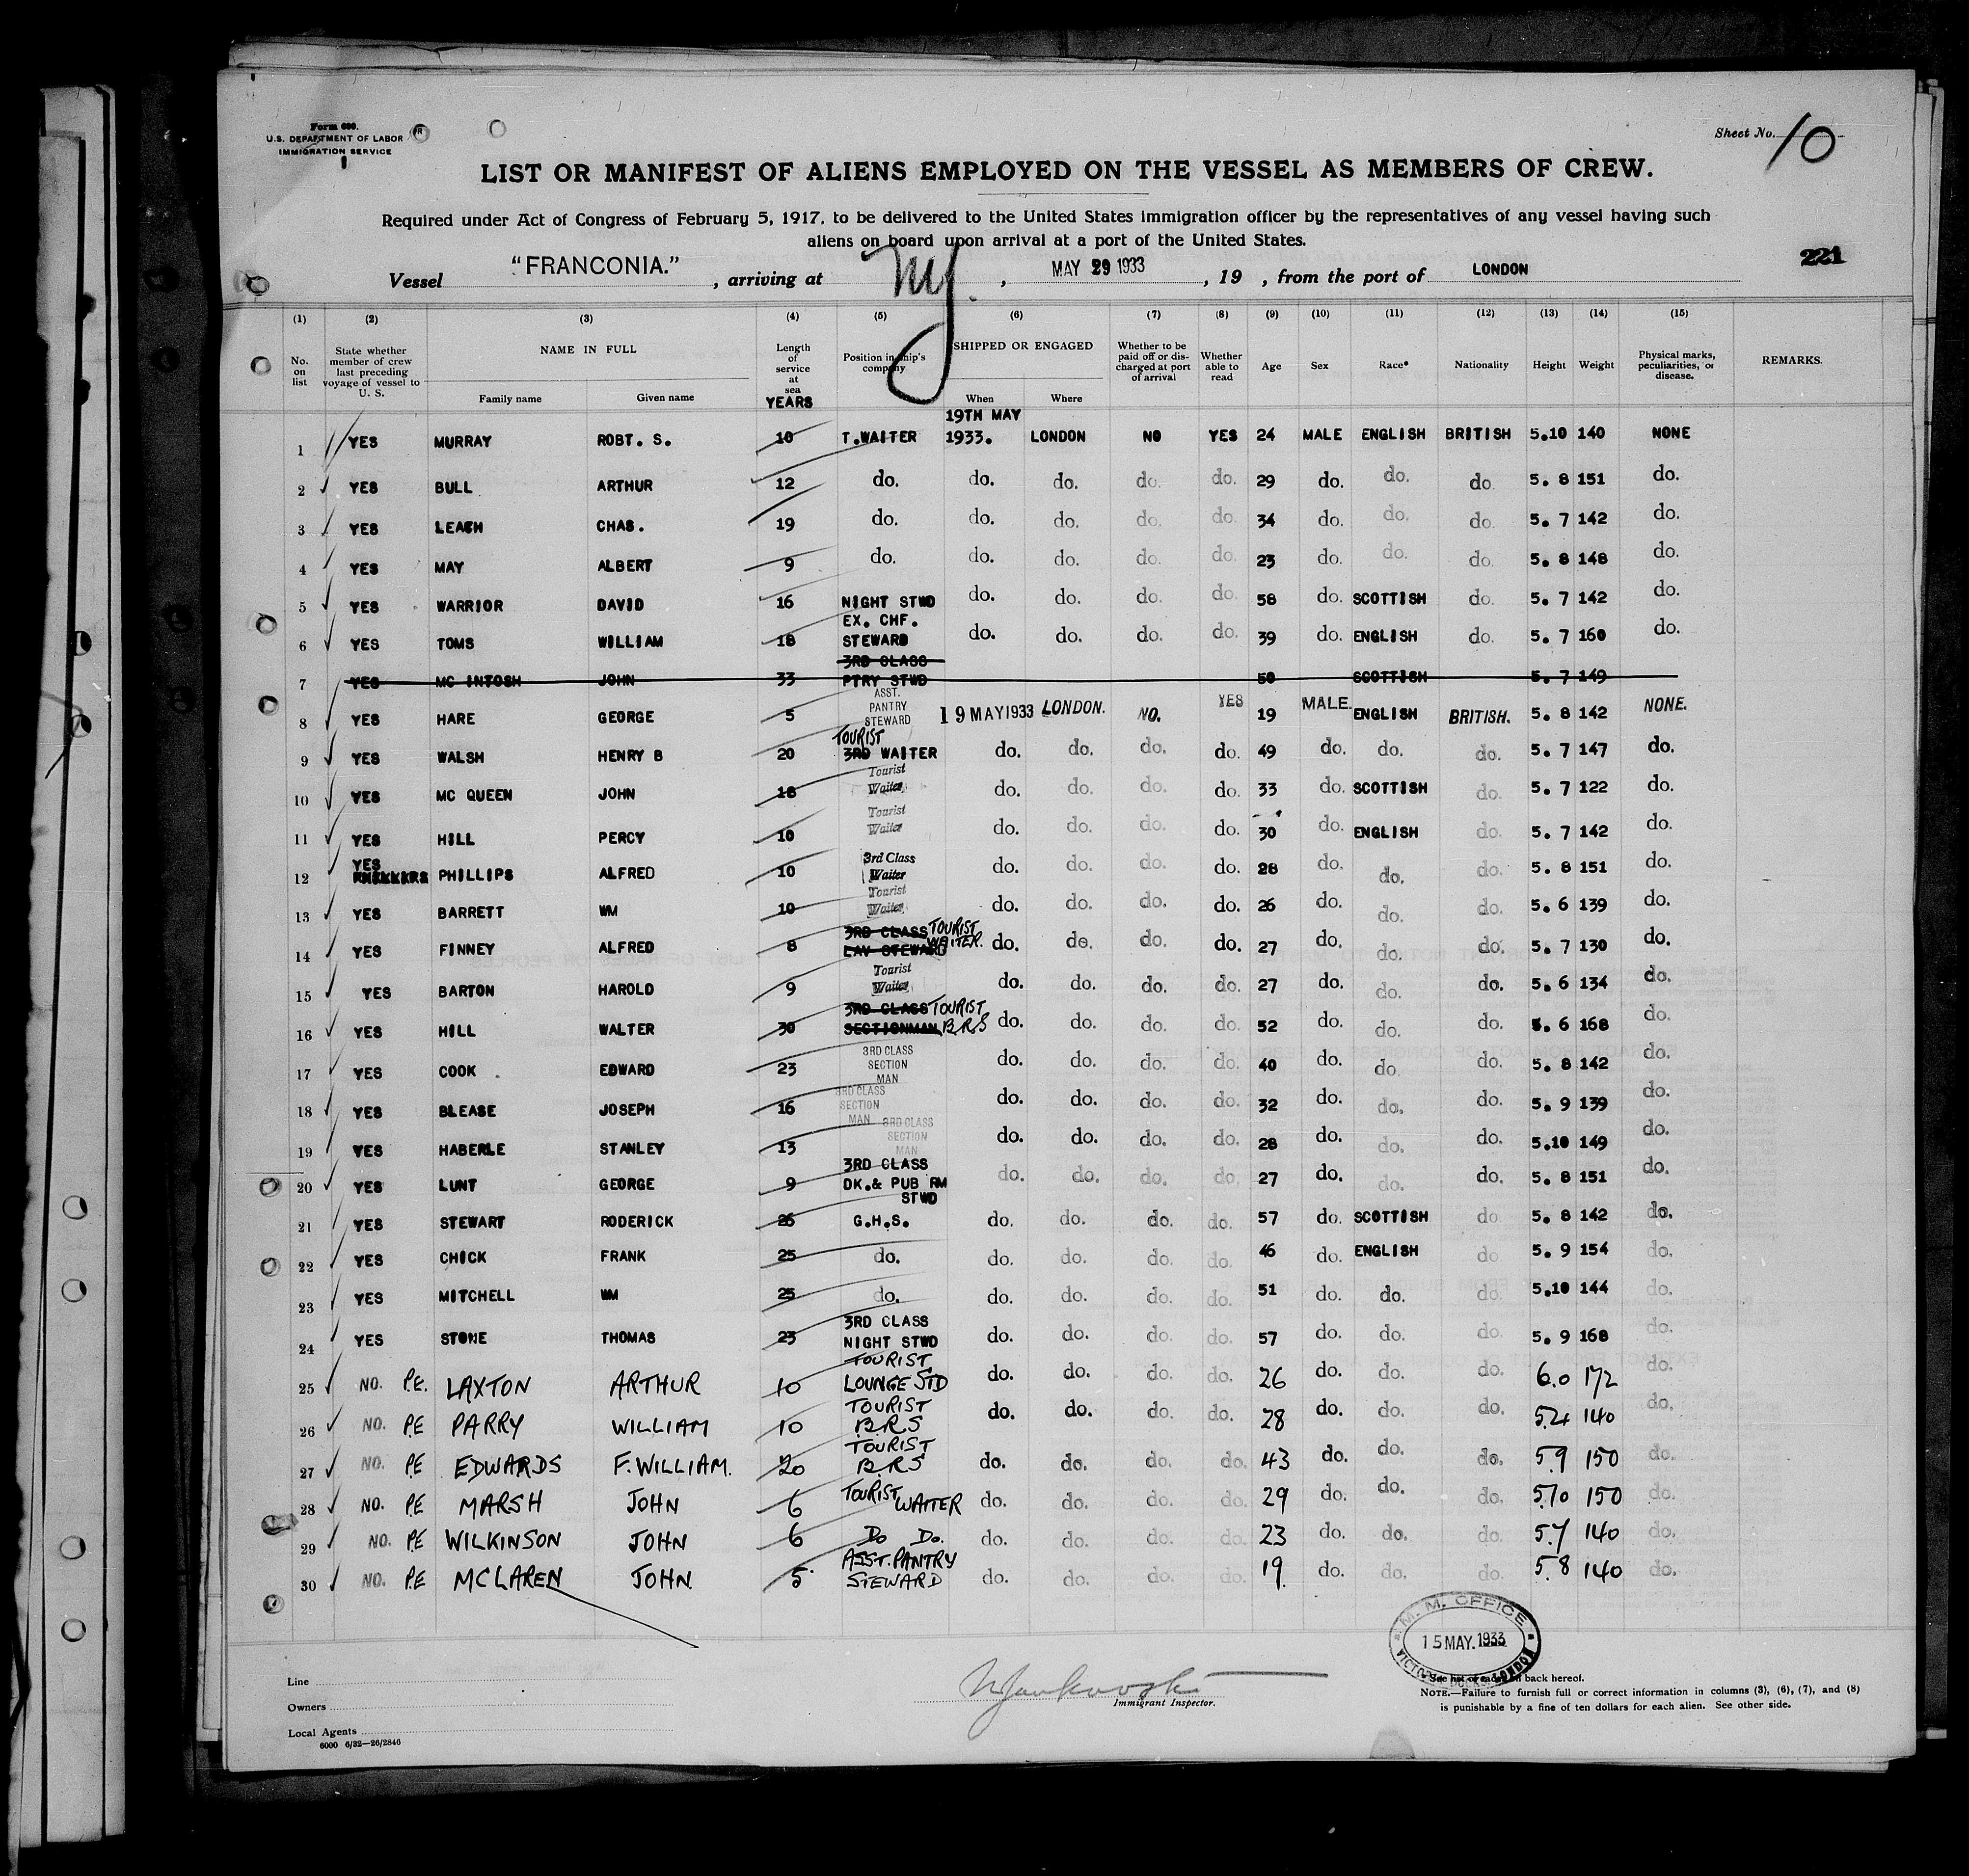 Form 680.
U.S. DEPARTMENT OF LABOR
IMMIGRATION SERVICE
Sheet No. 10
LIST OR MANIFEST OF ALIENS EMPLOYED ON THE VESSEL AS MEMBERS OF CREW.
Required under Act of Congress of February 5, 1917, to be delivered to the United States immigration officer by the representatives of any vessel having such
aliens on board upon arrival at a port of the United States.
221
Vessel "FRANCONIA." , arriving at NY. , MAY 29 1933 , 19 , from the port of LONDON
(1) (2) (3) (4) (5) (6) (7) (8) (9) (10) (11) (12) (13) (14) (15)
No. on list State whether member of crew last preceding voyage of vessel to U. S. NAME IN FULL Family name Given name Length of service at sea YEARS Position in ship's company SHIPPED OR ENGAGED When Where Whether to be paid off or discharged at port of arrival Whether able to read Age Sex Race* Nationality Height Weight Physical marks, peculiarities, or disease. REMARKS.
1 YES MURRAY ROBT. S. 10 T.WAITER 19TH MAY 1933. LONDON NO YES 24 MALE ENGLISH BRITISH 5.10 140 NONE
2 YES BULL ARTHUR 12 do. do. do. do. do. 29 do. do. do. 5. 8 151 do.
3 YES LEACH CHAS. 19 do. do. do. do. do. 34 do. do. do. 5. 7 142 do.
4 YES MAY ALBERT 9 do. do. do. do. do. 23 do. do. do. 5. 8 148 do.
5 YES WARRIOR DAVID 16 NIGHT STWD do. do. do. do. 58 do. SCOTTISH do. 5. 7 142 do.
6 YES TOMS WILLIAM 18 EX. CHF. STEWARD do. do. do. do. 39 do. ENGLISH do. 5. 7 160 do.
7 YES MC INTOSH JOHN 33 3RD CLASS PTRY STWD 50 SCOTTISH 5. 7 149
8 YES HARE GEORGE 5 ASST. PANTRY STEWARD 19 MAY 1933 LONDON. NO. YES 19 MALE. ENGLISH BRITISH. 5. 8 142 NONE.
9 YES WALSH HENRY B 20 TOURIST 3RD WAITER do. do. do. do. 49 do. do. do. 5. 7 147 do.
10 YES MC QUEEN JOHN 18 Tourist Waiter do. do. do. do. 33 do. SCOTTISH do. 5. 7 122 do.
11 YES HILL PERCY 10 Tourist Waiter do. do. do. do. 30 do. ENGLISH do. 5. 7 142 do.
12 YES PHILLIPS ALFRED 10 3rd Class Waiter do. do. do. do. 28 do. do. do. 5. 8 151 do.
13 YES BARRETT WM 10 Tourist Waiter do. do. do. do. 26 do. do. do. 5. 6 139 do.
14 YES FINNEY ALFRED 8 3RD CLASS LAV STEWARD TOURIST WAITER. do. do. do. do. 27 do. do. do. 5. 7 130 do.
15 YES BARTON HAROLD 9 Tourist Waiter do. do. do. do. 27 do. do. do. 5. 6 134 do.
16 YES HILL WALTER 30 3RD CLASS SECTIONMAN TOURIST B.R.S do. do. do. do. 52 do. do. do. 5. 6 168 do.
17 YES COOK EDWARD 23 3RD CLASS SECTION MAN do. do. do. do. 40 do. do do. 5. 8 142 do.
18 YES BLEASE JOSEPH 16 3RD CLASS SECTION MAN do. do. do. do. 32 do. do. do. 5. 9 139 do.
19 YES HABERLE STANLEY 13 3RD CLASS SECTION MAN do. do. do. do. 28 do. do. do. 5.10 149 do.
20 YES LUNT GEORGE 9 3RD CLASS DK.& PUB RM STWD do. do. do. do. 27 do. do. do. 5. 8 151 do.
21 YES STEWART RODERICK 26 G.H.S. do. do. do. do. 57 do. SCOTTISH do 5. 8 142 do.
22 YES CHICK FRANK 25 do. do. do. do. do. 46 do. ENGLISH do 5. 9 154 do.
23 YES MITCHELL WM 25 do. do. do. do. do. 51 do. do. do. 5.10 144 do.
24 YES STONE THOMAS 23 3RD CLASS NIGHT STWD do. do. do. do. 57 do. do. do. 5. 9 168 do.
25 NO. P.E. LAXTON ARTHUR 10 TOURIST LOUNGE STD do. do. do. do. 26 do. do. do. 6.0 172 do.
26 NO. P.E PARRY WILLIAM 10 TOURIST B.R.S do. do. do. do. 28 do. do. do. 5.4 140 do.
27 NO. P.E EDWARDS F. WILLIAM. 20 TOURIST B.R.S do. do. do. do. 43 do. do. do. 5.9 150 do.
28 NO. P.E MARSH JOHN 6 TOURIST WAITER do. do. do. do. 29 do. do. do. 5.10 150 do.
29 NO. P.E WILKINSON JOHN 6 Do Do. do. do. do. do. 23 do. do. do. 5.7 140 do.
30 NO. P.E MCLAREN JOHN. 5 ASST. PANTRY STEWARD do. do. do. do. 19. do. do. do. 5.8 140 do.
M. M. OFFICE
15 MAY. 1933
LONDON
Line
Owners
Local Agents
6000 6/32—26/2846
Immigrant Inspector.
* See list of races on back hereof.
NOTE.—Failure to furnish full or correct information in columns (3), (6), (7), and (8)
is punishable by a fine of ten dollars for each alien. See other side.